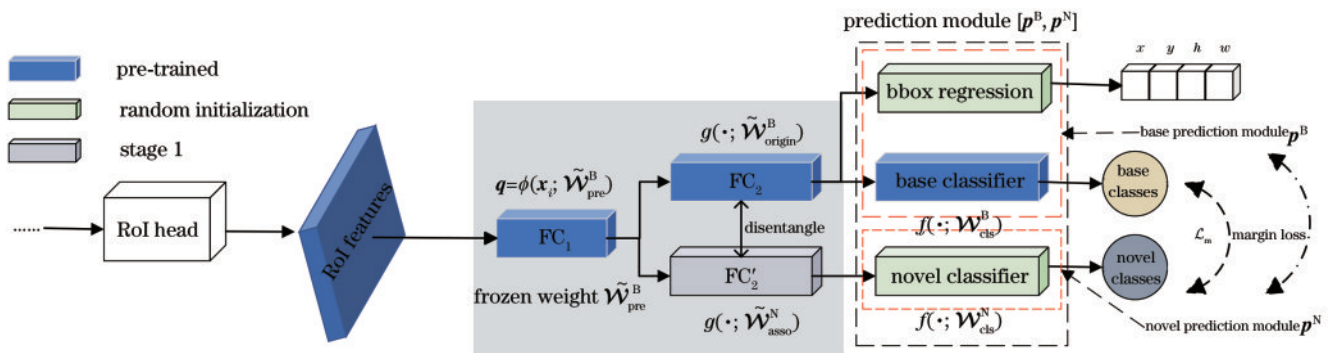 prediction module [p^B, p^N]
pre-trained
random initialization
stage 1
...... RoI head
RoI features
q=ϕ(x_i; W̃^B_pre)
FC_1
frozen weight W̃^B_pre
g(·; W̃^B_origin)
FC_2
disentangle
FC′_2
g(·; W̃^N_asso)
bbox regression
base classifier
f(·; W^B_cls)
novel classifier
f(·; W^N_cls)
x y h w
base prediction module p^B
base
classes
novel
classes
ℒ_m margin loss
novel prediction module p^N